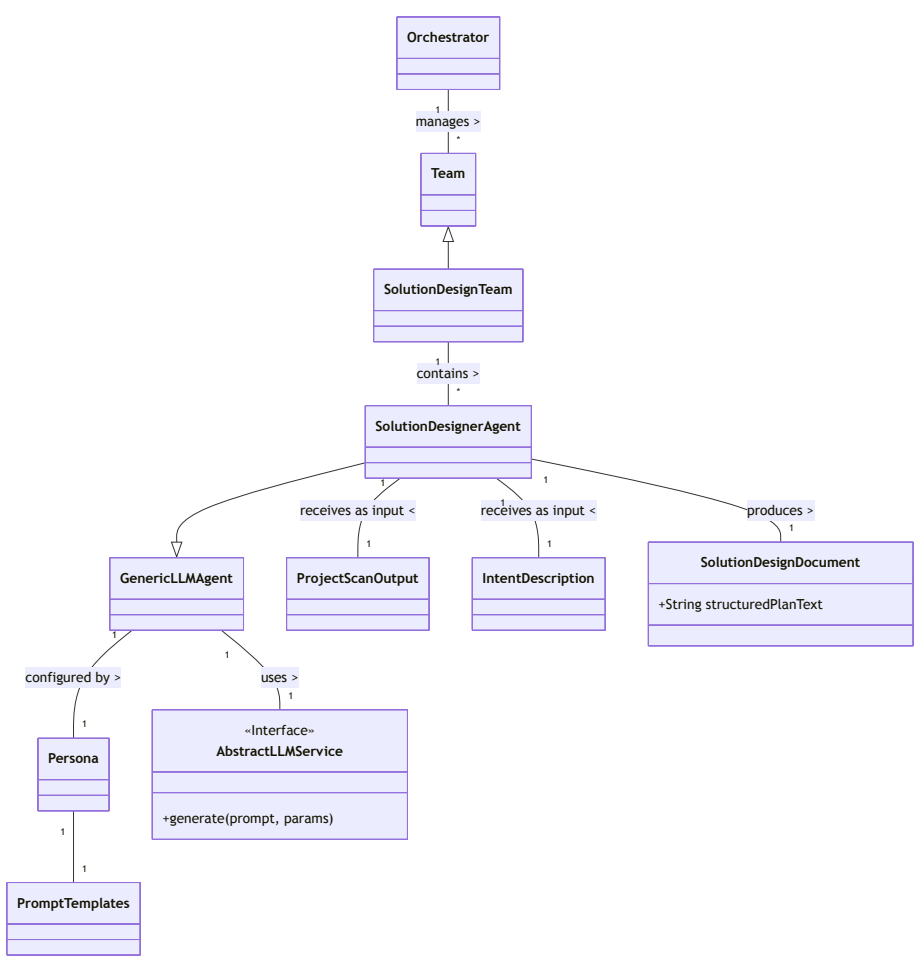 Orchestrator
1
manages >
*
Team
SolutionDesignTeam
1
contains >
*
SolutionDesignerAgent
1
1
1
receives as input <
receives as input <
produces >
1
1
1
GenericLLMAgent
ProjectScanOutput
IntentDescription
SolutionDesignDocument
+String structuredPlanText
1
1
configured by >
uses >
1
1
Persona
«Interface»
AbstractLLMService
+generate(prompt, params)
1
1
PromptTemplates